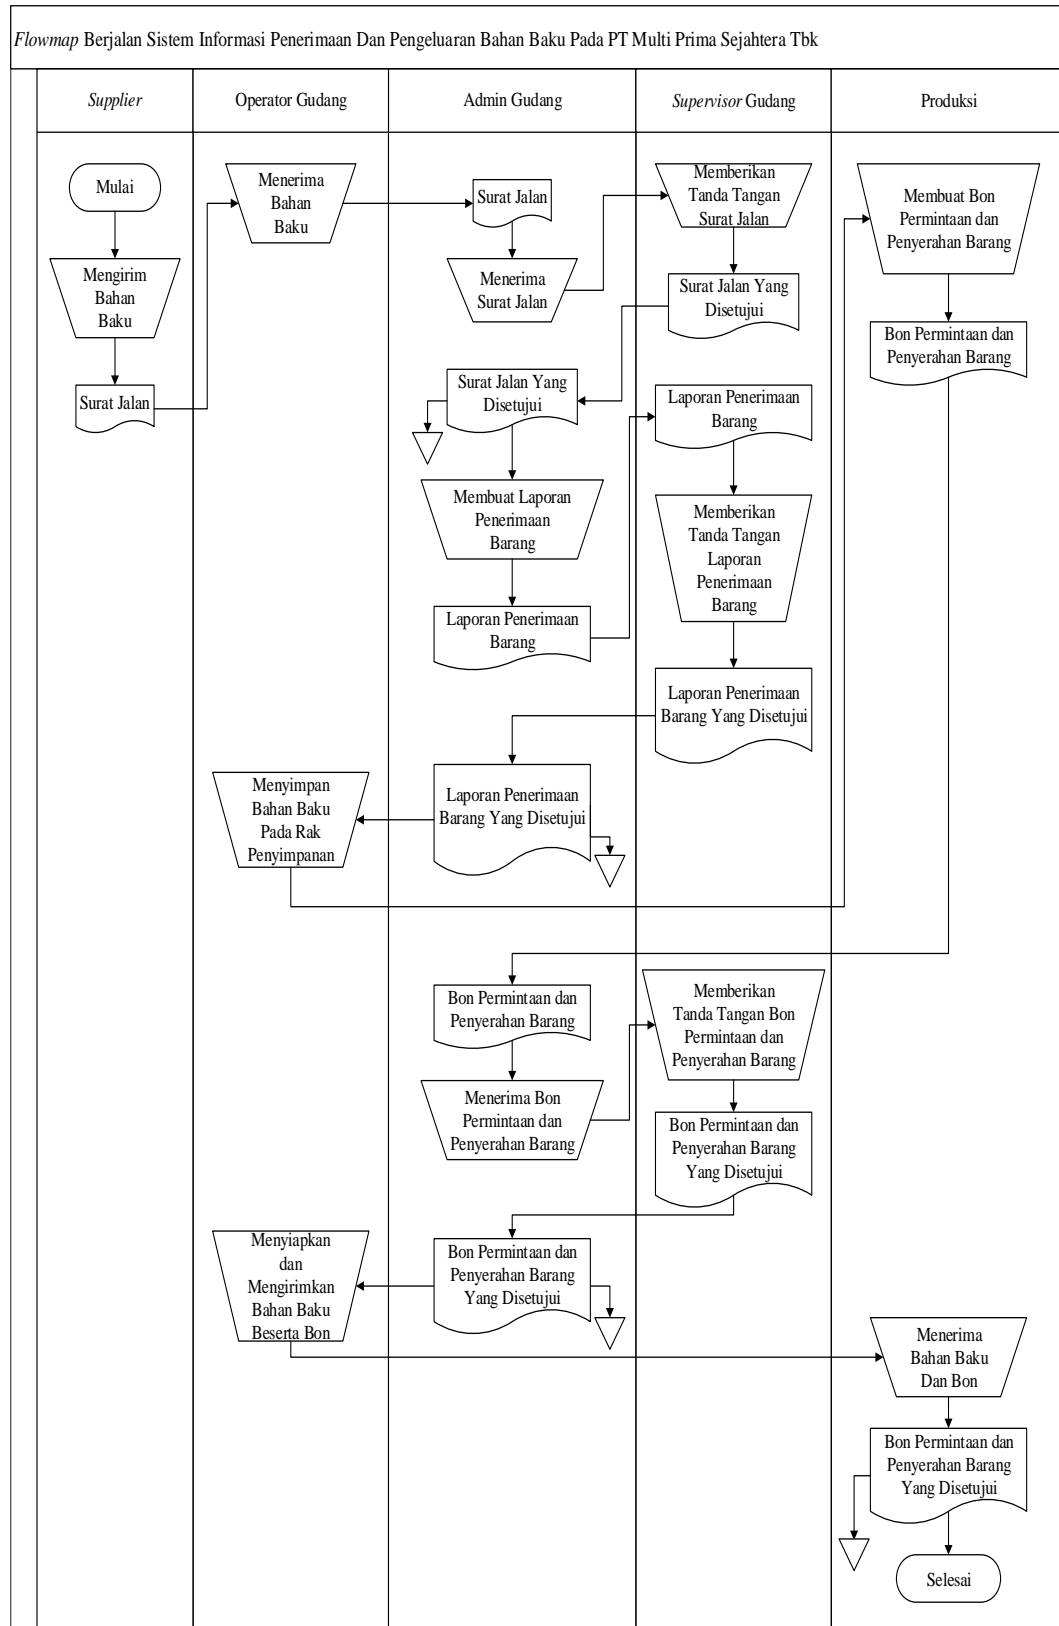 Flowmap Berjalan Sistem Informasi Penerimaan Dan Pengeluaran Bahan Baku Pada PT Multi Prima Sejahtera Tbk
Supplier
Operator Gudang
Admin Gudang
Supervisor Gudang
Produksi
Mulai
Mengirim
Bahan
Baku
Surat Jalan
Menerima
Bahan
Baku
Surat Jalan
Menerima
Surat Jalan
Memberikan
Tanda Tangan
Surat Jalan
Surat Jalan Yang
Disetujui
Surat Jalan Yang
Disetujui
Membuat Laporan
Penerimaan
Barang
Laporan Penerimaan
Barang
Laporan Penerimaan
Barang
Memberikan
Tanda Tangan
Laporan
Penerimaan
Barang
Laporan Penerimaan
Barang Yang Disetujui
Laporan Penerimaan
Barang Yang Disetujui
Menyimpan
Bahan Baku
Pada Rak
Penyimpanan
Membuat Bon
Permintaan dan
Penyerahan Barang
Bon Permintaan dan
Penyerahan Barang
Bon Permintaan dan
Penyerahan Barang
Menerima Bon
Permintaan dan
Penyerahan Barang
Memberikan
Tanda Tangan Bon
Permintaan dan
Penyerahan Barang
Bon Permintaan dan
Penyerahan Barang
Yang Disetujui
Bon Permintaan dan
Penyerahan Barang
Yang Disetujui
Menyiapkan
dan
Mengirimkan
Bahan Baku
Beserta Bon
Menerima
Bahan Baku
Dan Bon
Bon Permintaan dan
Penyerahan Barang
Yang Disetujui
Selesai